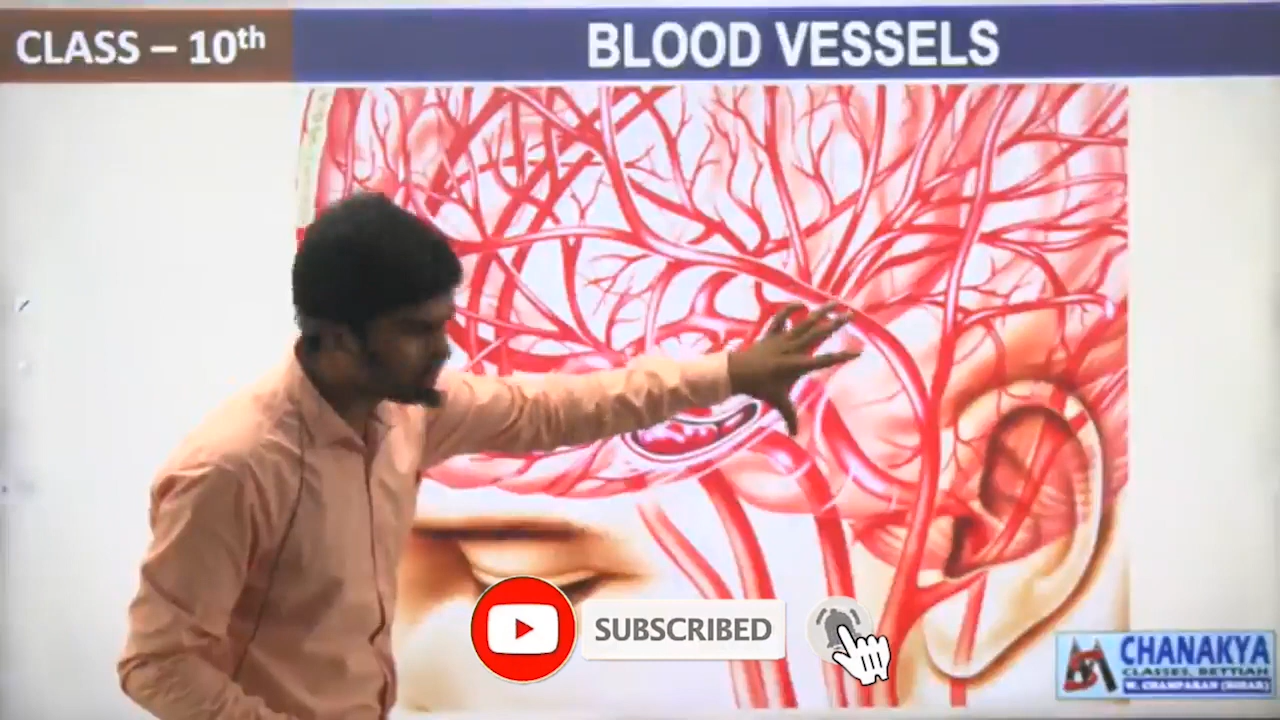 CLASS – 10th
BLOOD VESSELS
SUBSCRIBED
CHANAKYA
CLASSES, BETTIAH
W. CHAMPARAN (BIHAR)